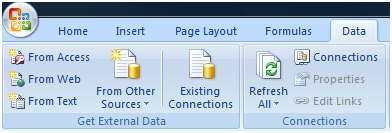 Home Insert Page Layout Formulas Data
From Access
From Web
From Text
From Other
Sources
Existing
Connections
Get External Data
Refresh
All
Connections
Properties
Edit Links
Connections